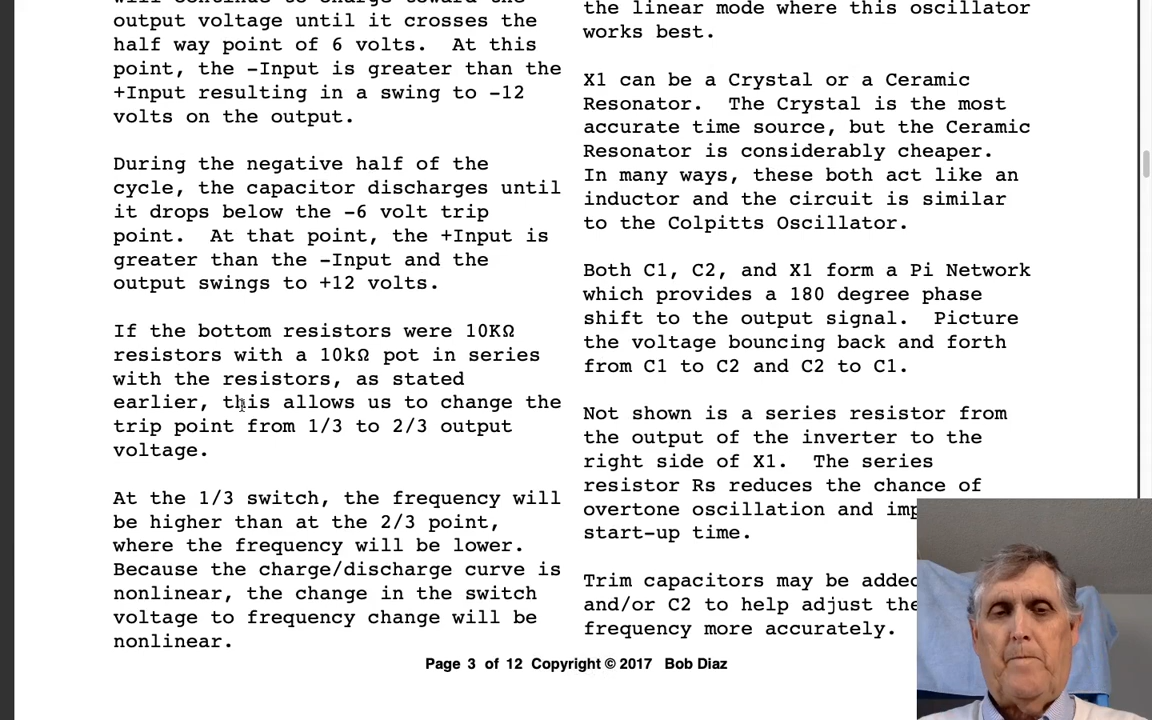 output voltage until it crosses the
half way point of 6 volts.  At this
point, the -Input is greater than the
+Input resulting in a swing to -12
volts on the output.
During the negative half of the
cycle, the capacitor discharges until
it drops below the -6 volt trip
point.  At that point, the +Input is
greater than the -Input and the
output swings to +12 volts.
If the bottom resistors were 10KΩ
resistors with a 10kΩ pot in series
with the resistors, as stated
earlier, this allows us to change the
trip point from 1/3 to 2/3 output
voltage.
At the 1/3 switch, the frequency will
be higher than at the 2/3 point,
where the frequency will be lower.
Because the charge/discharge curve is
nonlinear, the change in the switch
voltage to frequency change will be
nonlinear.
the linear mode where this oscillator
works best.
X1 can be a Crystal or a Ceramic
Resonator.  The Crystal is the most
accurate time source, but the Ceramic
Resonator is considerably cheaper.
In many ways, these both act like an
inductor and the circuit is similar
to the Colpitts Oscillator.
Both C1, C2, and X1 form a Pi Network
which provides a 180 degree phase
shift to the output signal.  Picture
the voltage bouncing back and forth
from C1 to C2 and C2 to C1.
Not shown is a series resistor from
the output of the inverter to the
right side of X1.  The series
resistor Rs reduces the chance of
overtone oscillation and imp
start-up time.
Trim capacitors may be added
and/or C2 to help adjust the
frequency more accurately.
Page 3 of 12 Copyright © 2017 Bob Diaz